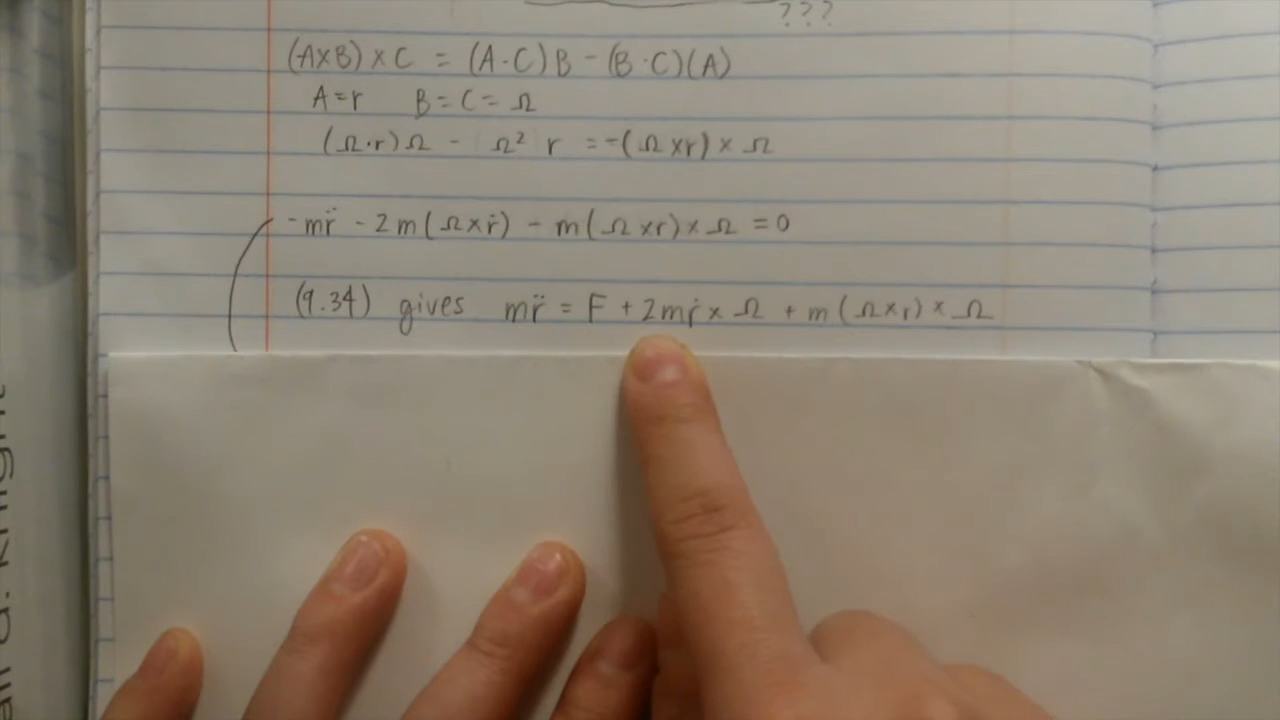 ???
(A×B)×C = (A·C)B - (B·C)(A)
A=r B=C=Ω
(Ω·r)Ω - Ω² r = -(Ω×r)×Ω
-mr̈ - 2m(Ω×ṙ) - m(Ω×r)×Ω = 0
(9.34) gives mr̈ = F + 2mṙ×Ω + m(Ω×r)×Ω